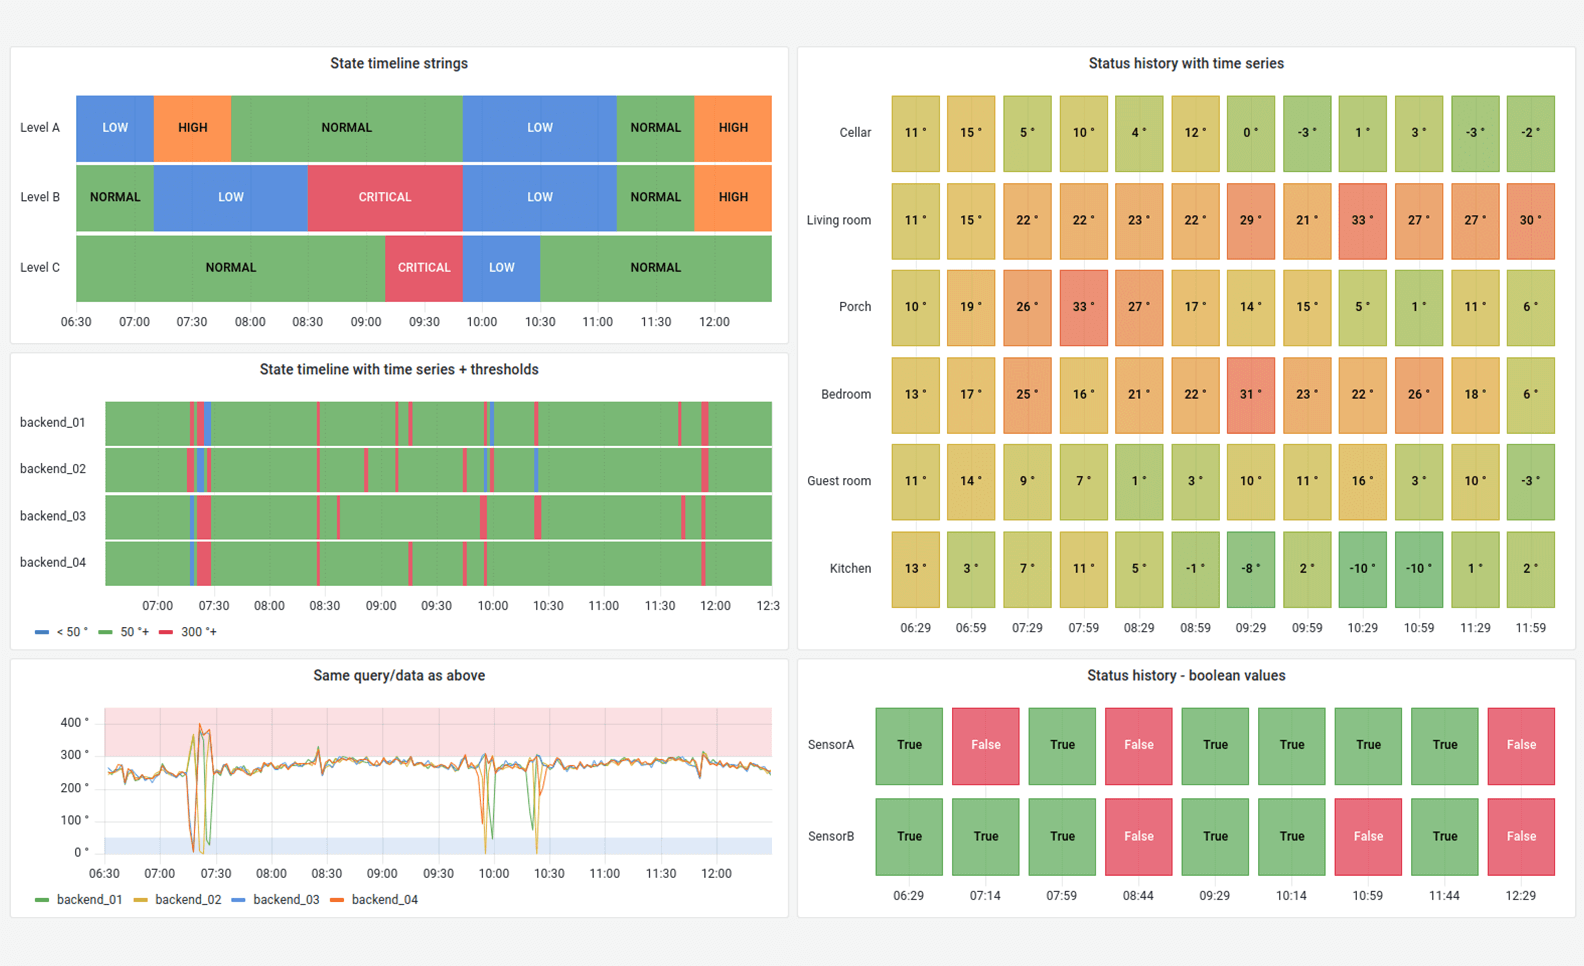 State timeline strings
Level A LOW HIGH NORMAL LOW NORMAL HIGH
Level B NORMAL LOW CRITICAL LOW NORMAL HIGH
Level C NORMAL CRITICAL LOW NORMAL
06:30 07:00 07:30 08:00 08:30 09:00 09:30 10:00 10:30 11:00 11:30 12:00
State timeline with time series + thresholds
backend_01
backend_02
backend_03
backend_04
07:00 07:30 08:00 08:30 09:00 09:30 10:00 10:30 11:00 11:30 12:00 12:3
< 50 ° 50 °+ 300 °+
Same query/data as above
400 °
300 °
200 °
100 °
0 °
06:30 07:00 07:30 08:00 08:30 09:00 09:30 10:00 10:30 11:00 11:30 12:00
backend_01 backend_02 backend_03 backend_04
Status history with time series
Cellar 11 ° 15 ° 5 ° 10 ° 4 ° 12 ° 0 ° -3 ° 1 ° 3 ° -3 ° -2 °
Living room 11 ° 15 ° 22 ° 22 ° 23 ° 22 ° 29 ° 21 ° 33 ° 27 ° 27 ° 30 °
Porch 10 ° 19 ° 26 ° 33 ° 27 ° 17 ° 14 ° 15 ° 5 ° 1 ° 11 ° 6 °
Bedroom 13 ° 17 ° 25 ° 16 ° 21 ° 22 ° 31 ° 23 ° 22 ° 26 ° 18 ° 6 °
Guest room 11 ° 14 ° 9 ° 7 ° 1 ° 3 ° 10 ° 11 ° 16 ° 3 ° 10 ° -3 °
Kitchen 13 ° 3 ° 7 ° 11 ° 5 ° -1 ° -8 ° 2 ° -10 ° -10 ° 1 ° 2 °
06:29 06:59 07:29 07:59 08:29 08:59 09:29 09:59 10:29 10:59 11:29 11:59
Status history - boolean values
SensorA True False True False True True True True False
SensorB True True True False True True False True False
06:29 07:14 07:59 08:44 09:29 10:14 10:59 11:44 12:29